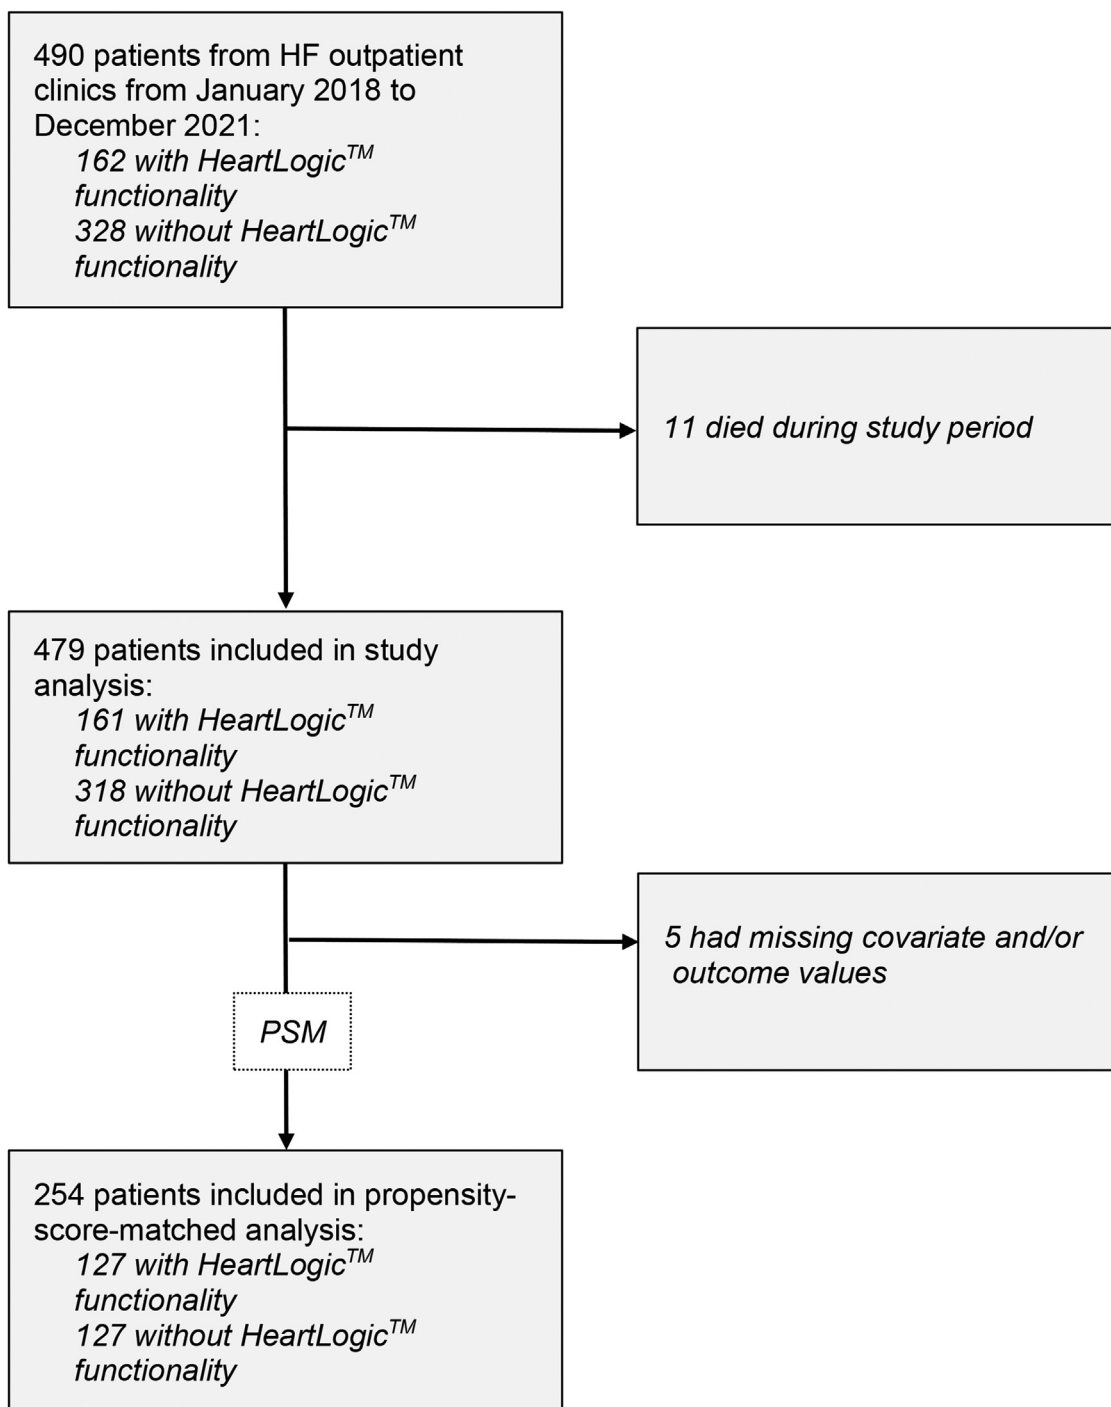 490 patients from HF outpatient
clinics from January 2018 to
December 2021:
162 with HeartLogic™
functionality
328 without HeartLogic™
functionality
11 died during study period
479 patients included in study
analysis:
161 with HeartLogic™
functionality
318 without HeartLogic™
functionality
5 had missing covariate and/or
outcome values
PSM
254 patients included in propensity-
score-matched analysis:
127 with HeartLogic™
functionality
127 without HeartLogic™
functionality